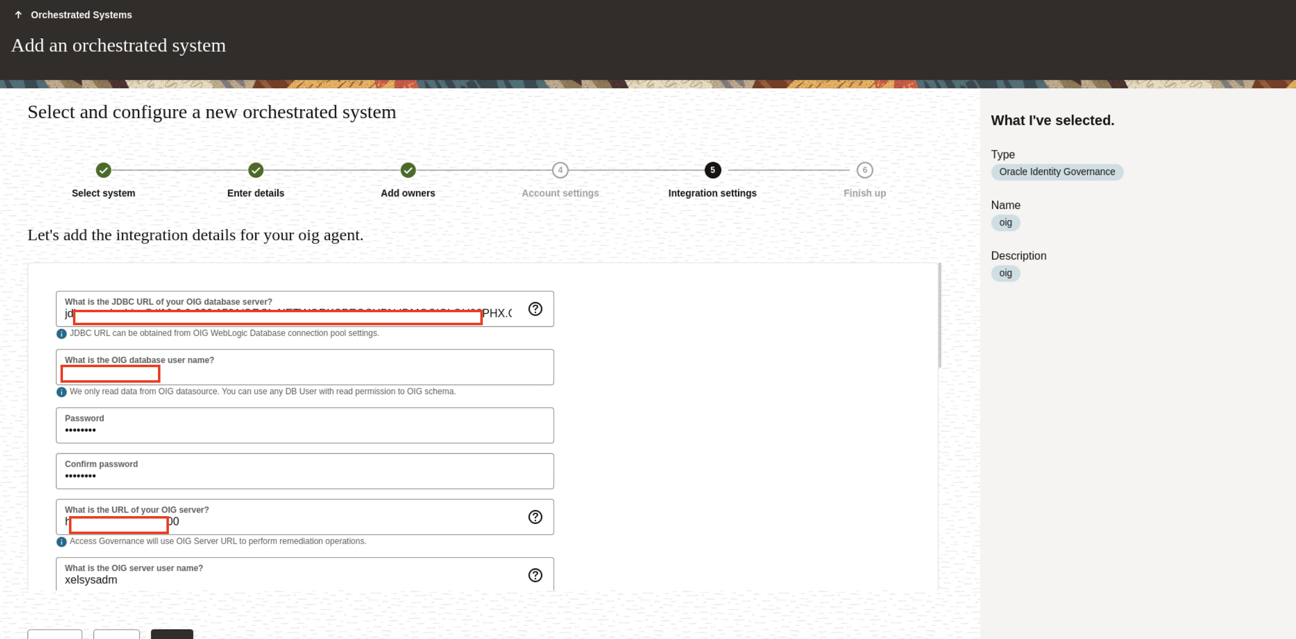 Orchestrated Systems
Add an orchestrated system
Select and configure a new orchestrated system
4
5
6
Select system
Enter details
Add owners
Account settings
Integration settings
Finish up
Let's add the integration details for your oig agent.
What is the JDBC URL of your OIG database server?
PHX.C
JDBC URL can be obtained from OIG WebLogic Database connection pool settings.
What is the OIG database user name?
We only read data from OIG datasource. You can use any DB User with read permission to OIG schema.
Password
••••••••
Confirm password
••••••••
What is the URL of your OIG server?
h 00
Access Governance will use OIG Server URL to perform remediation operations.
What is the OIG server user name?
xelsysadm
What I've selected.
Type
Oracle Identity Governance
Name
oig
Description
oig